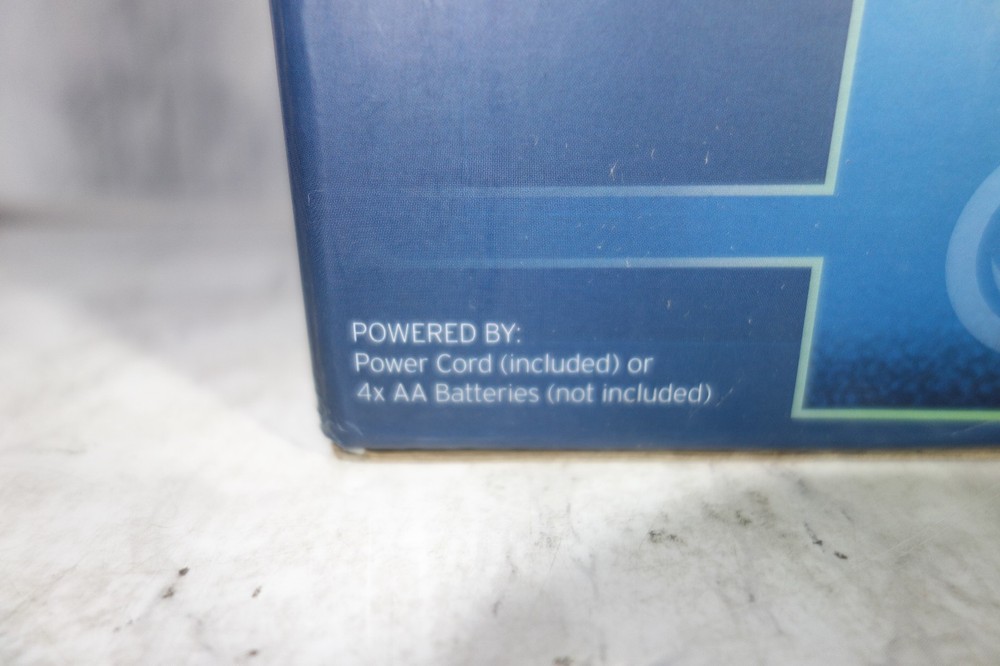 POWERED BY:
Power Cord (included) or
4x AA Batteries (not included)